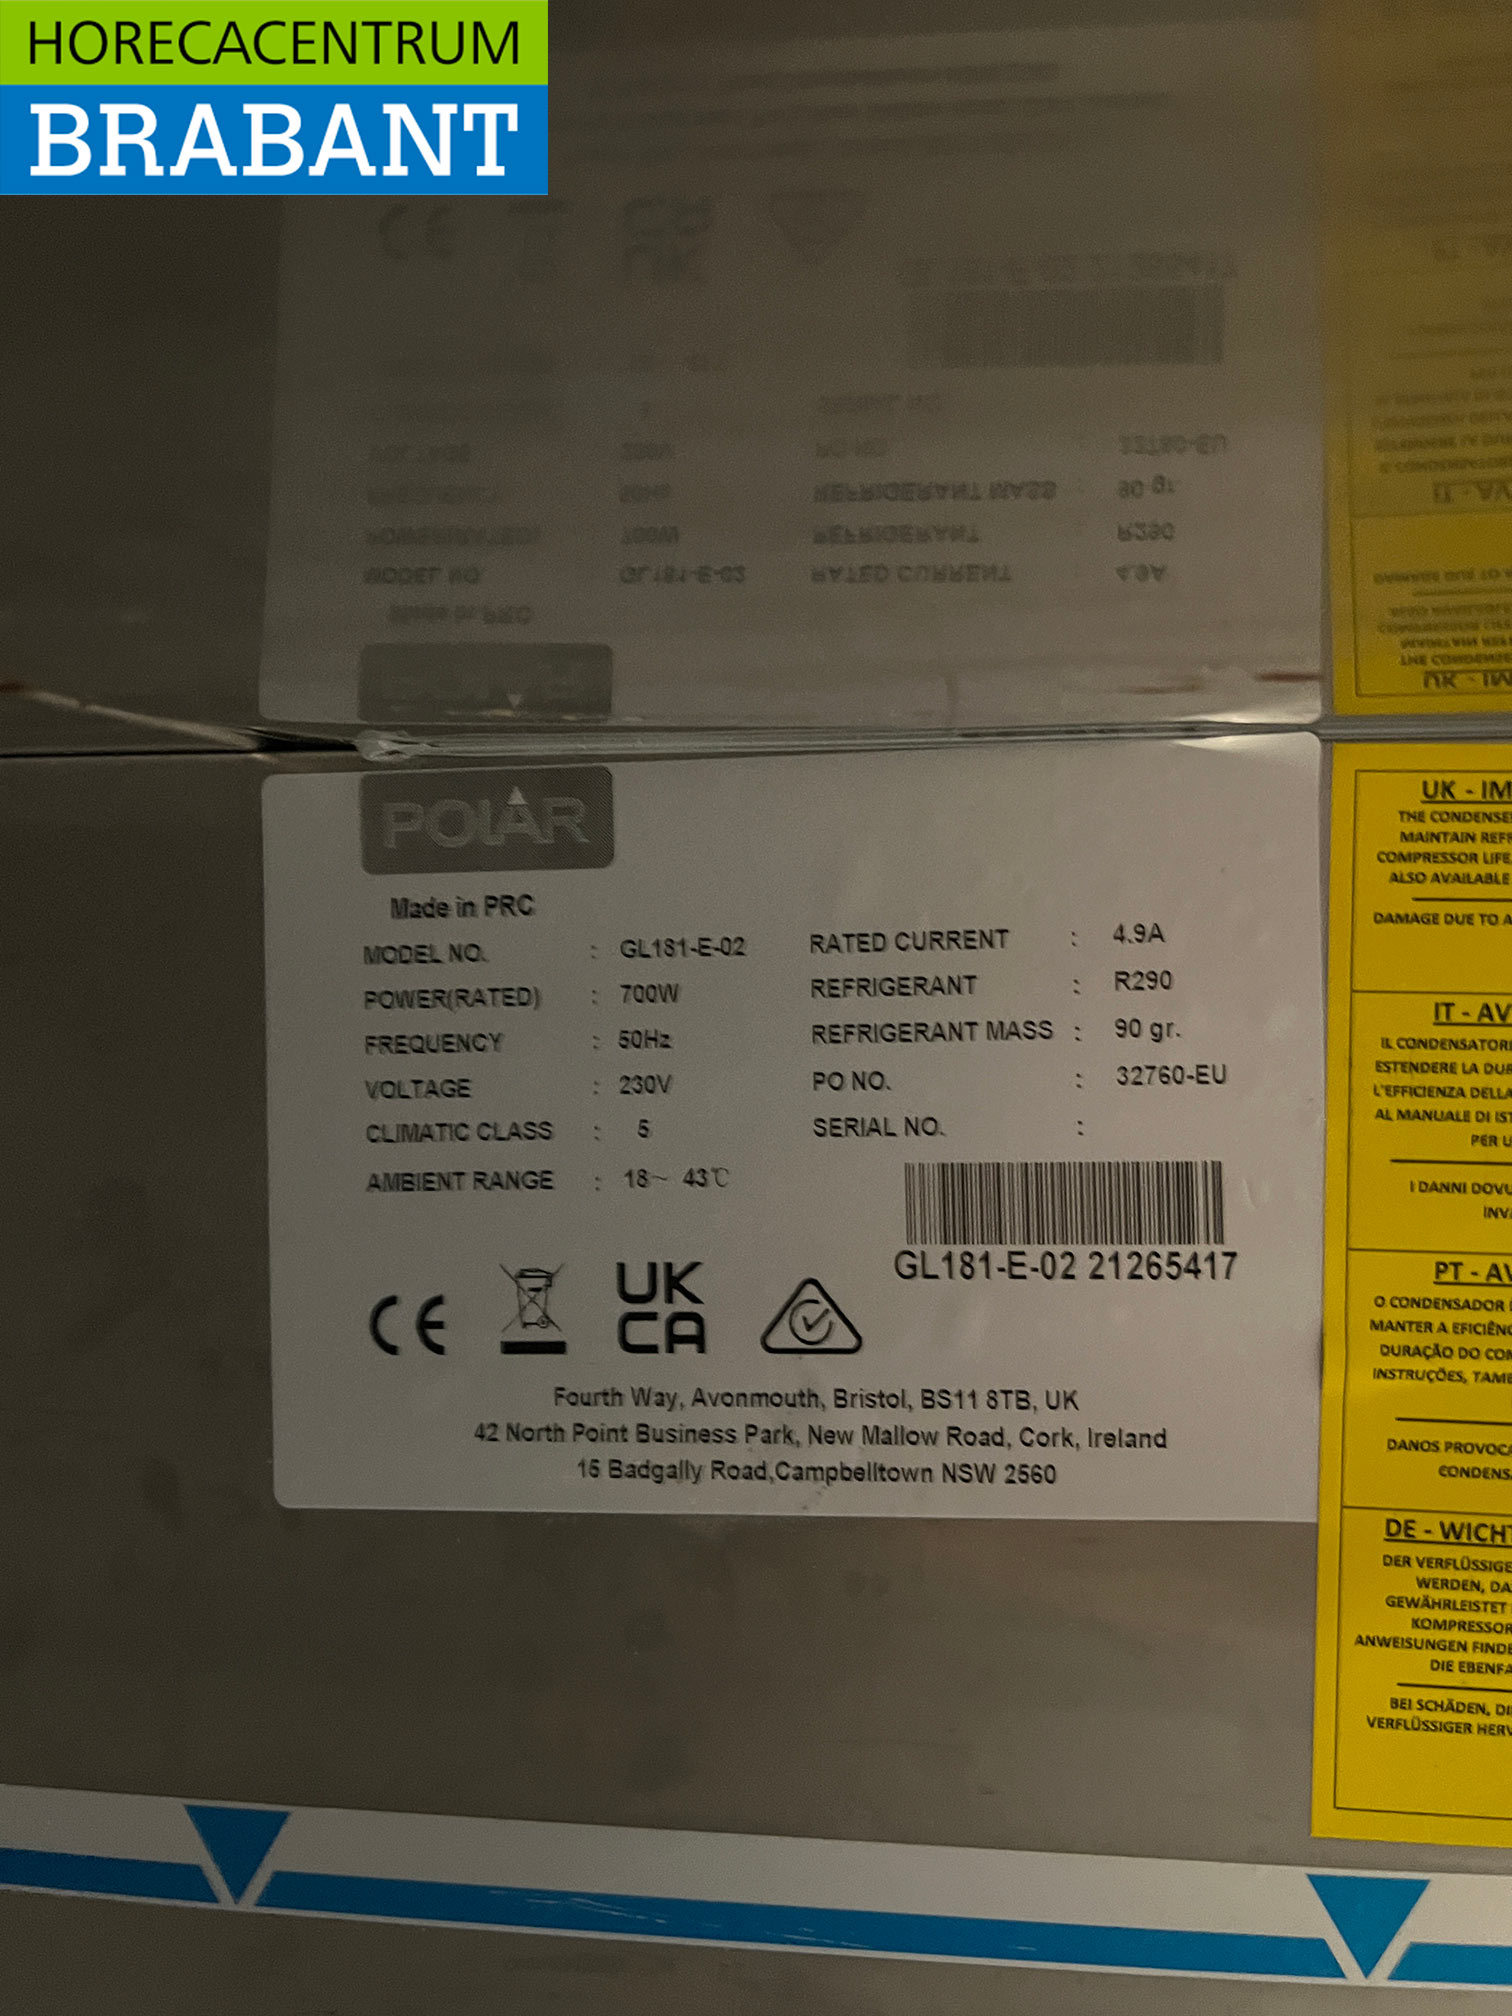 HORECACENTRUM
BRABANT
POLAR
Made in PRC
MODEL NO. : GL181-E-02
POWER(RATED) : 700W
FREQUENCY : 50Hz
VOLTAGE : 230V
CLIMATIC CLASS : 5
AMBIENT RANGE : 18~ 43℃
RATED CURRENT : 4.9A
REFRIGERANT : R290
REFRIGERANT MASS : 90 gr.
PO NO. : 32760-EU
SERIAL NO. :
GL181-E-02 21265417
CE
UK
CA
Fourth Way, Avonmouth, Bristol, BS11 8TB, UK
42 North Point Business Park, New Mallow Road, Cork, Ireland
15 Badgally Road,Campbelltown NSW 2560
UK - IM
THE CONDENSE
MAINTAIN REF
COMPRESSOR LIFE
ALSO AVAILABLE
DAMAGE DUE TO A
IT - AV
IL CONDENSATOR
ESTENDERE LA DUR
L'EFFICIENZA DELLA
AL MANUALE DI IST
PER U
I DANNI DOVU
INV
PT - AV
O CONDENSADOR
MANTER A EFICIÊN
DURAÇÃO DO COM
INSTRUÇÕES, TAMB
DANOS PROVOCA
CONDENS
DE - WICHT
DER VERFLÜSSIGE
WERDEN, DA
GEWÄHRLEISTET
KOMPRESSOR
ANWEISUNGEN FINDE
DIE EBENFA
BEI SCHÄDEN, DI
VERFLÜSSIGER HERV